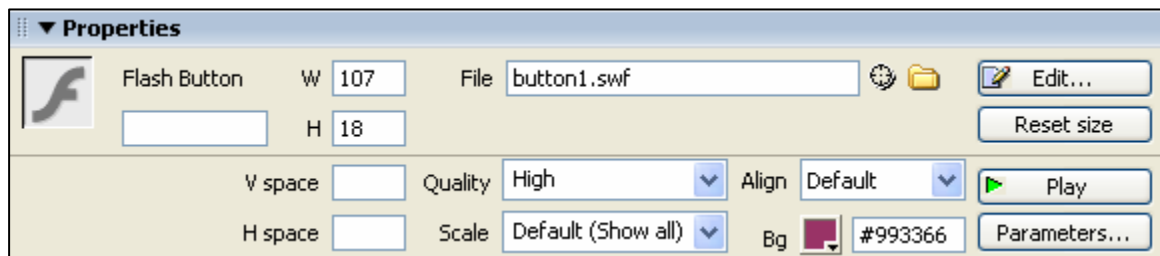 Properties
Flash Button W 107 File button1.swf Edit...
H 18 Reset size
V space Quality High Align Default Play
H space Scale Default (Show all) Bg #993366 Parameters...